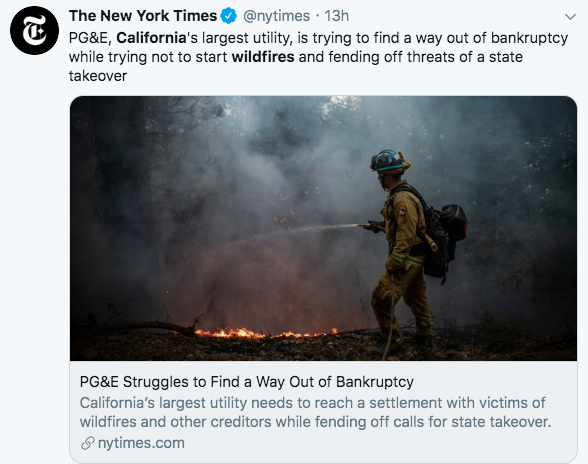 The New York Times @nytimes · 13h
PG&E, California's largest utility, is trying to find a way out of bankruptcy
while trying not to start wildfires and fending off threats of a state
takeover
PG&E Struggles to Find a Way Out of Bankruptcy
California's largest utility needs to reach a settlement with victims of
wildfires and other creditors while fending off calls for state takeover.
nytimes.com